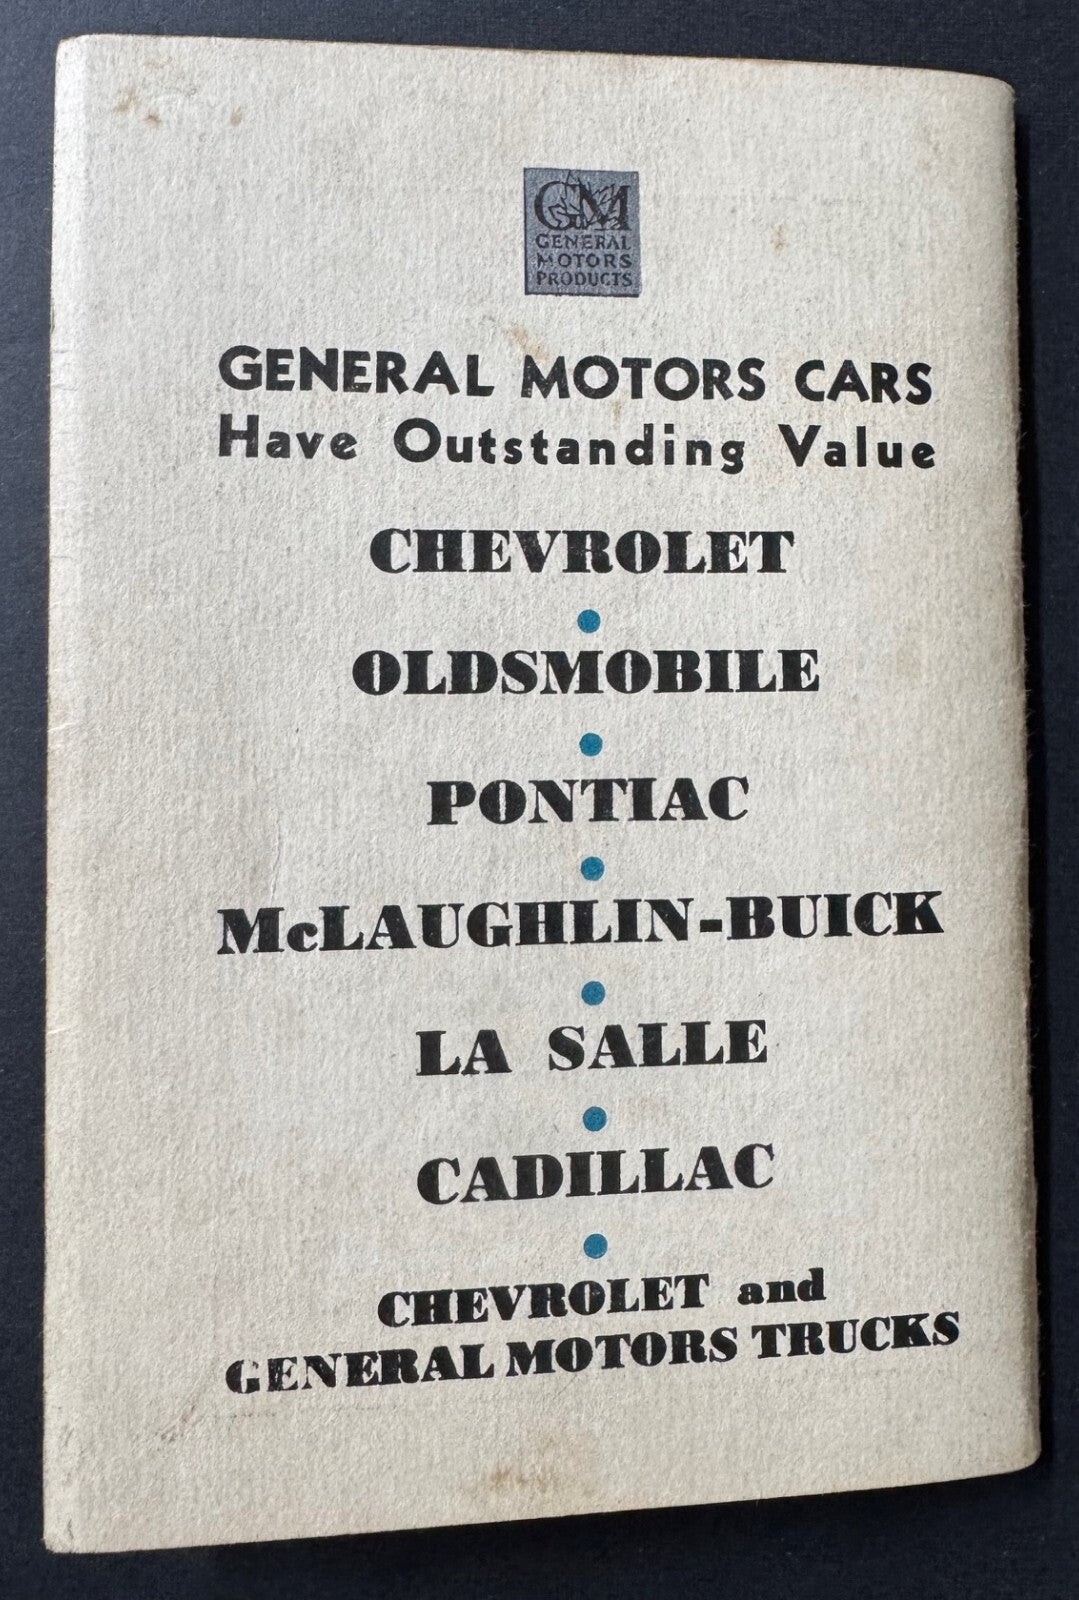 GM
GENERAL
MOTORS
PRODUCTS
GENERAL MOTORS CARS
Have Outstanding Value
CHEVROLET
OLDSMOBILE
PONTIAC
McLAUGHLIN-BUICK
LA SALLE
CADILLAC
CHEVROLET and
GENERAL MOTORS TRUCKS